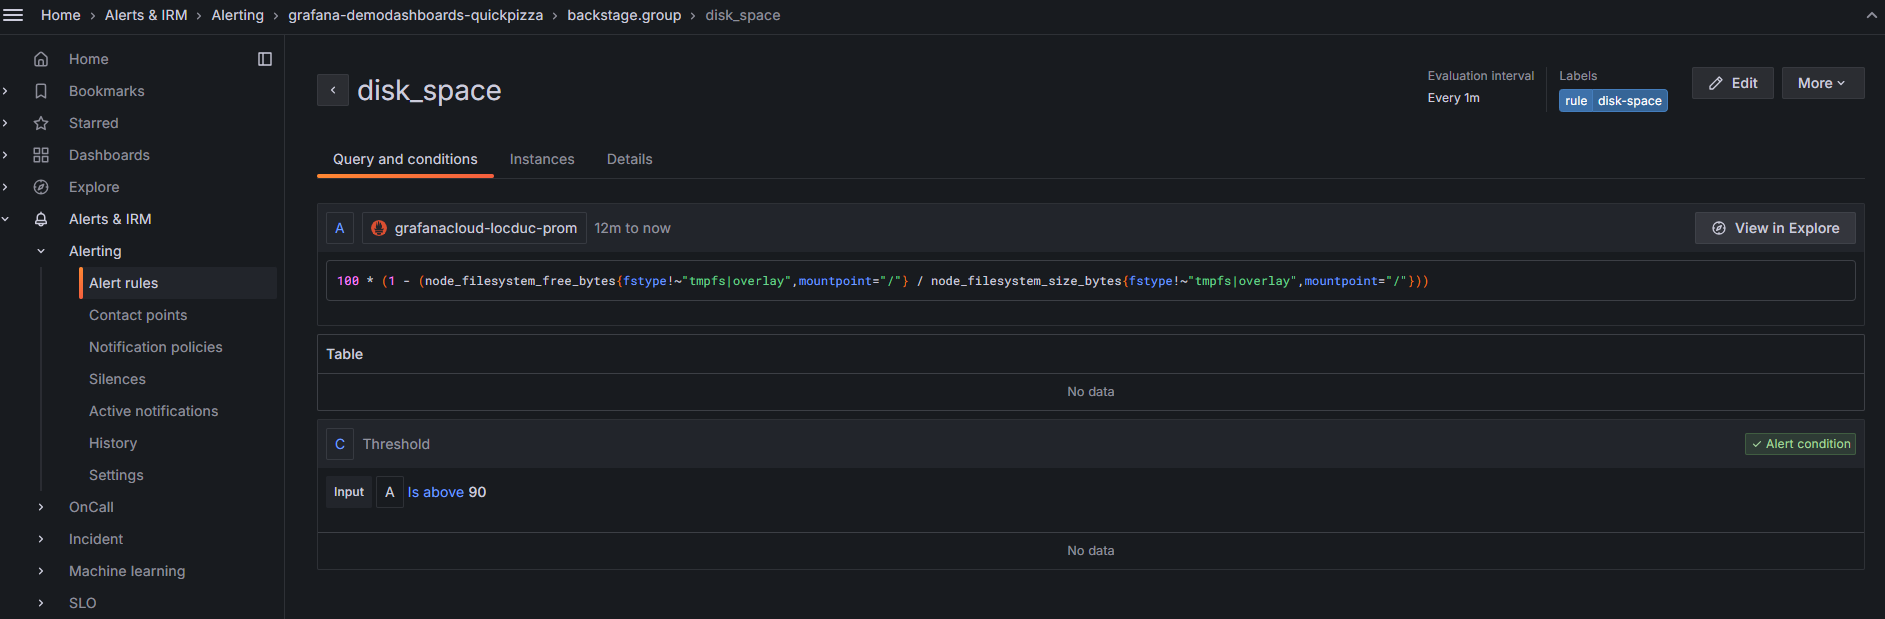 Home › Alerts & IRM › Alerting › grafana-demodashboards-quickpizza › backstage.group › disk_space
Home
Bookmarks
Starred
Dashboards
Explore
Alerts & IRM
Alerting
Alert rules
Contact points
Notification policies
Silences
Active notifications
History
Settings
OnCall
Incident
Machine learning
SLO
disk_space
Evaluation interval
Every 1m
Labels
rule disk-space
Edit
More
Query and conditions Instances Details
A grafanacloud-locduc-prom 12m to now View in Explore
100 * (1 - (node_filesystem_free_bytes{fstype!~"tmpfs|overlay",mountpoint="/"} / node_filesystem_size_bytes{fstype!~"tmpfs|overlay",mountpoint="/"}))
Table
No data
C Threshold Alert condition
Input A Is above 90
No data